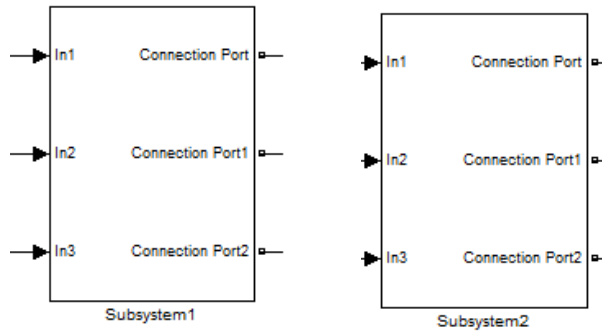 In1 Connection Port
In2 Connection Port1
In3 Connection Port2
Subsystem1
In1 Connection Port
In2 Connection Port1
In3 Connection Port2
Subsystem2